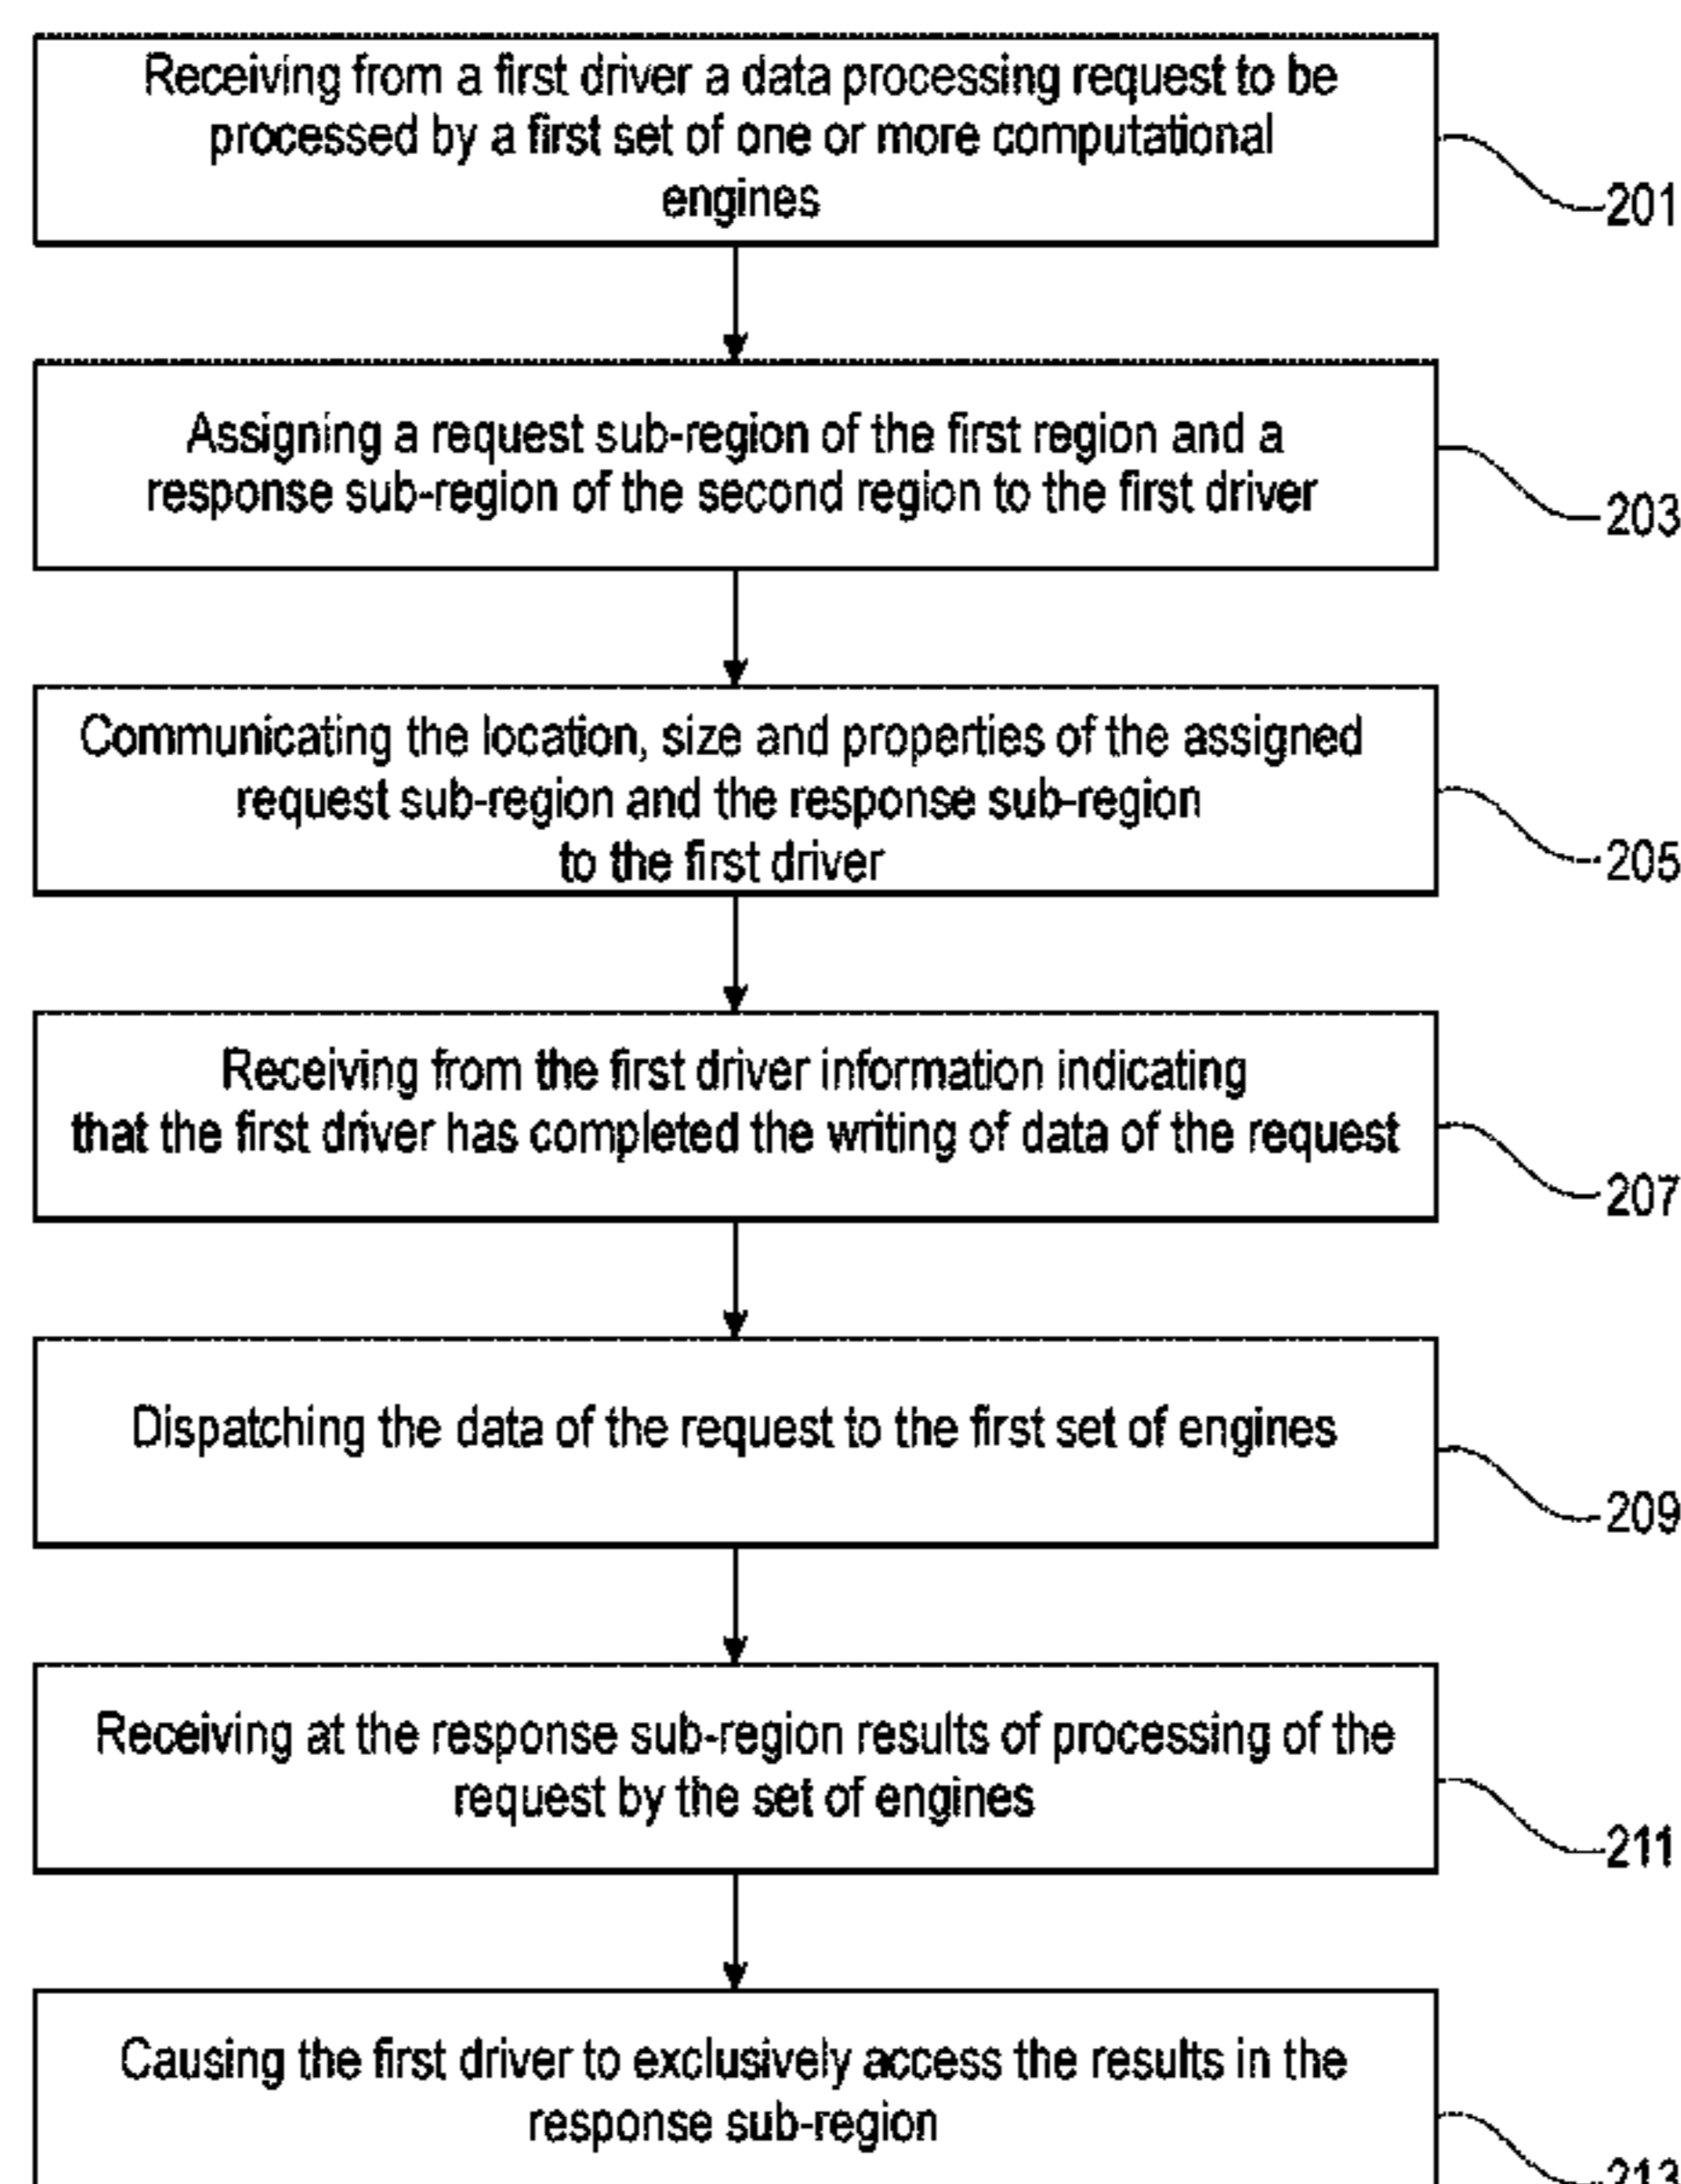 Receiving from a first driver a data processing request to be
processed by a first set of one or more computational
engines
201
Assigning a request sub-region of the first region and a
response sub-region of the second region to the first driver
203
Communicating the location, size and properties of the assigned
request sub-region and the response sub-region
to the first driver
205
Receiving from the first driver information indicating
that the first driver has completed the writing of data of the request
207
Dispatching the data of the request to the first set of engines
209
Receiving at the response sub-region results of processing of the
request by the set of engines
211
Causing the first driver to exclusively access the results in the
response sub-region
213